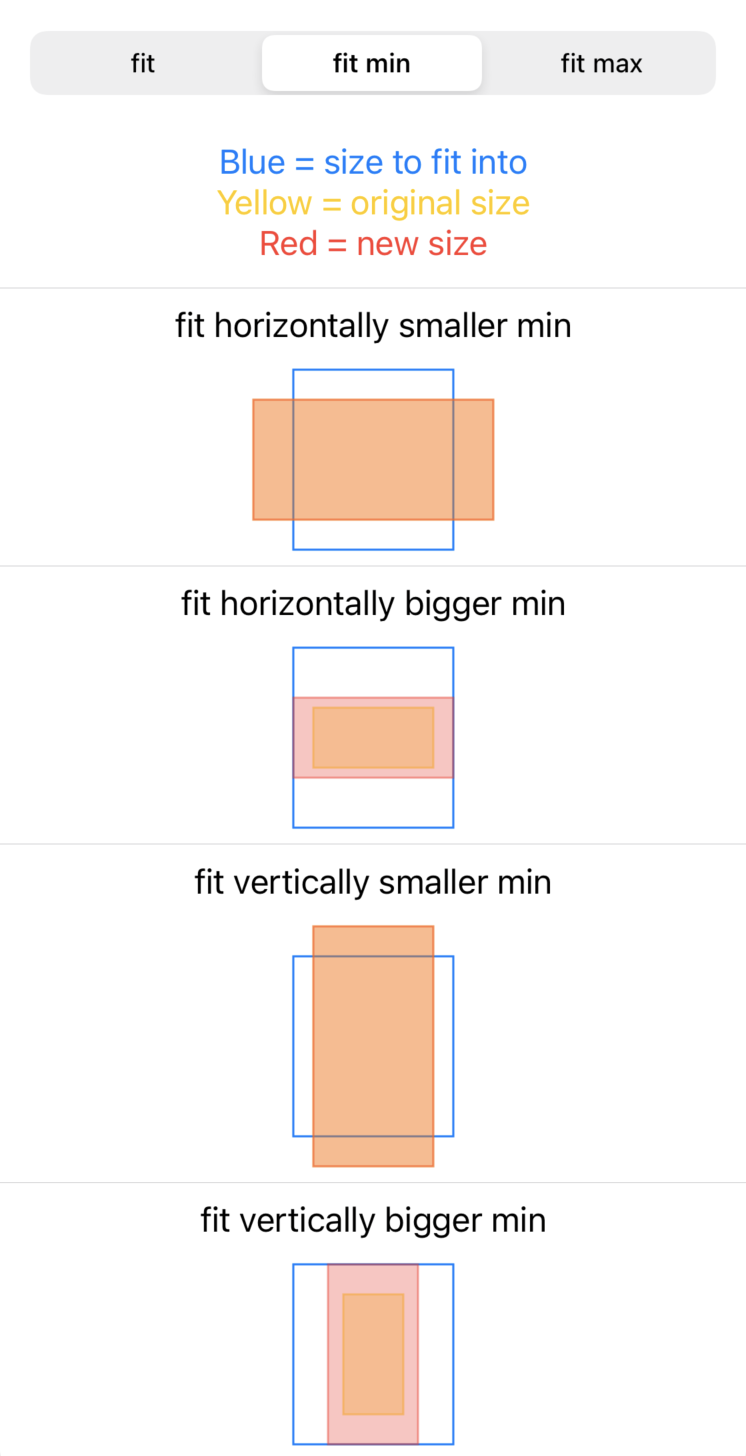 fit
fit min
fit max
Blue = size to fit into
Yellow = original size
Red = new size
fit horizontally smaller min
fit horizontally bigger min
fit vertically smaller min
fit vertically bigger min